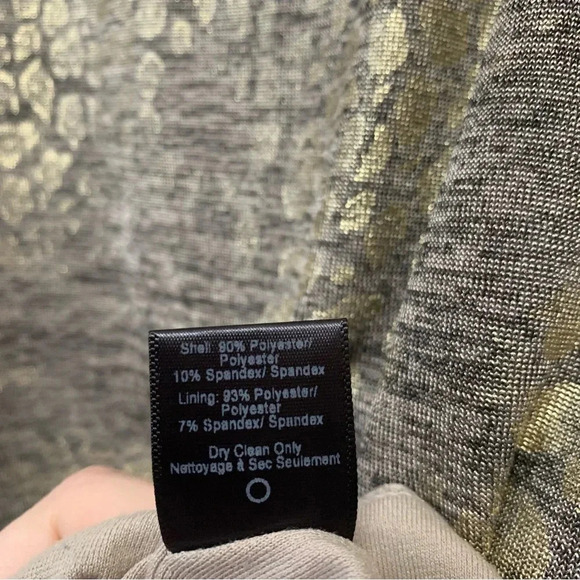 Shell: 90% Polyester/
Polyester
10% Spandex/ Spandex
Lining: 93% Polyester/
Polyester
7% Spandex/ Spandex
Dry Clean Only
Nettoyage à Sec Seulement